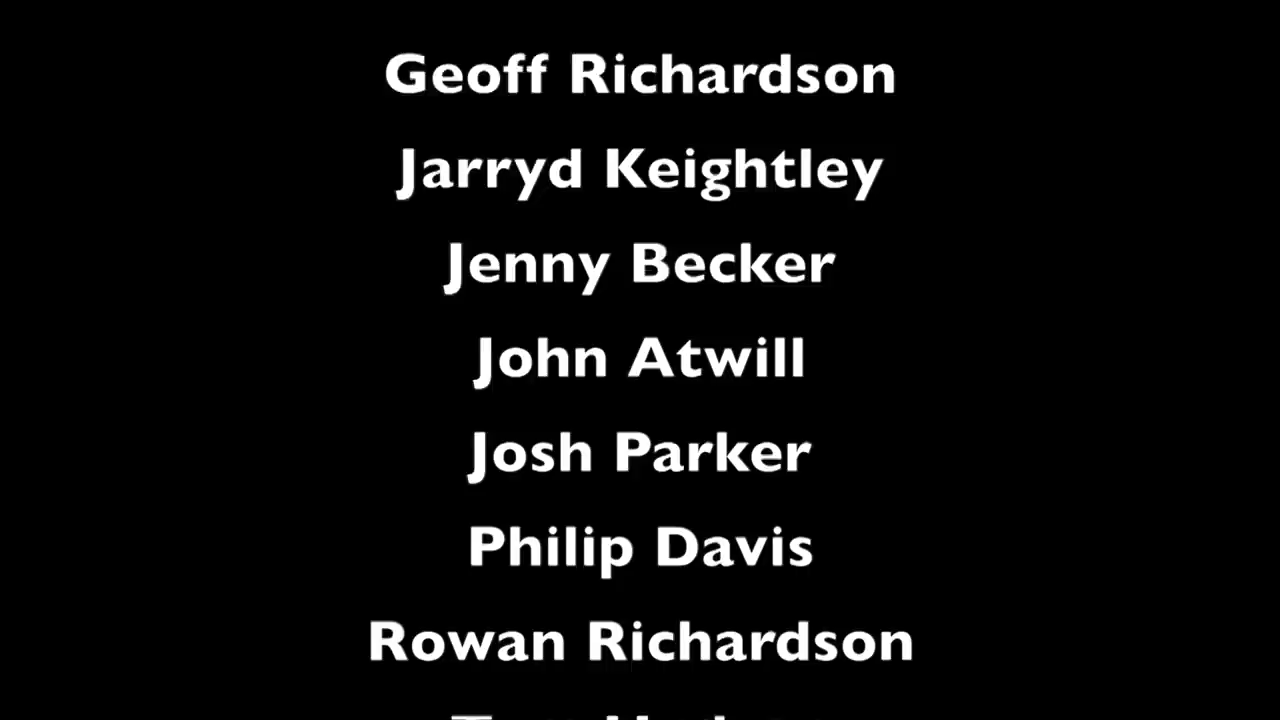 Geoff Richardson
Jarryd Keightley
Jenny Becker
John Atwill
Josh Parker
Philip Davis
Rowan Richardson